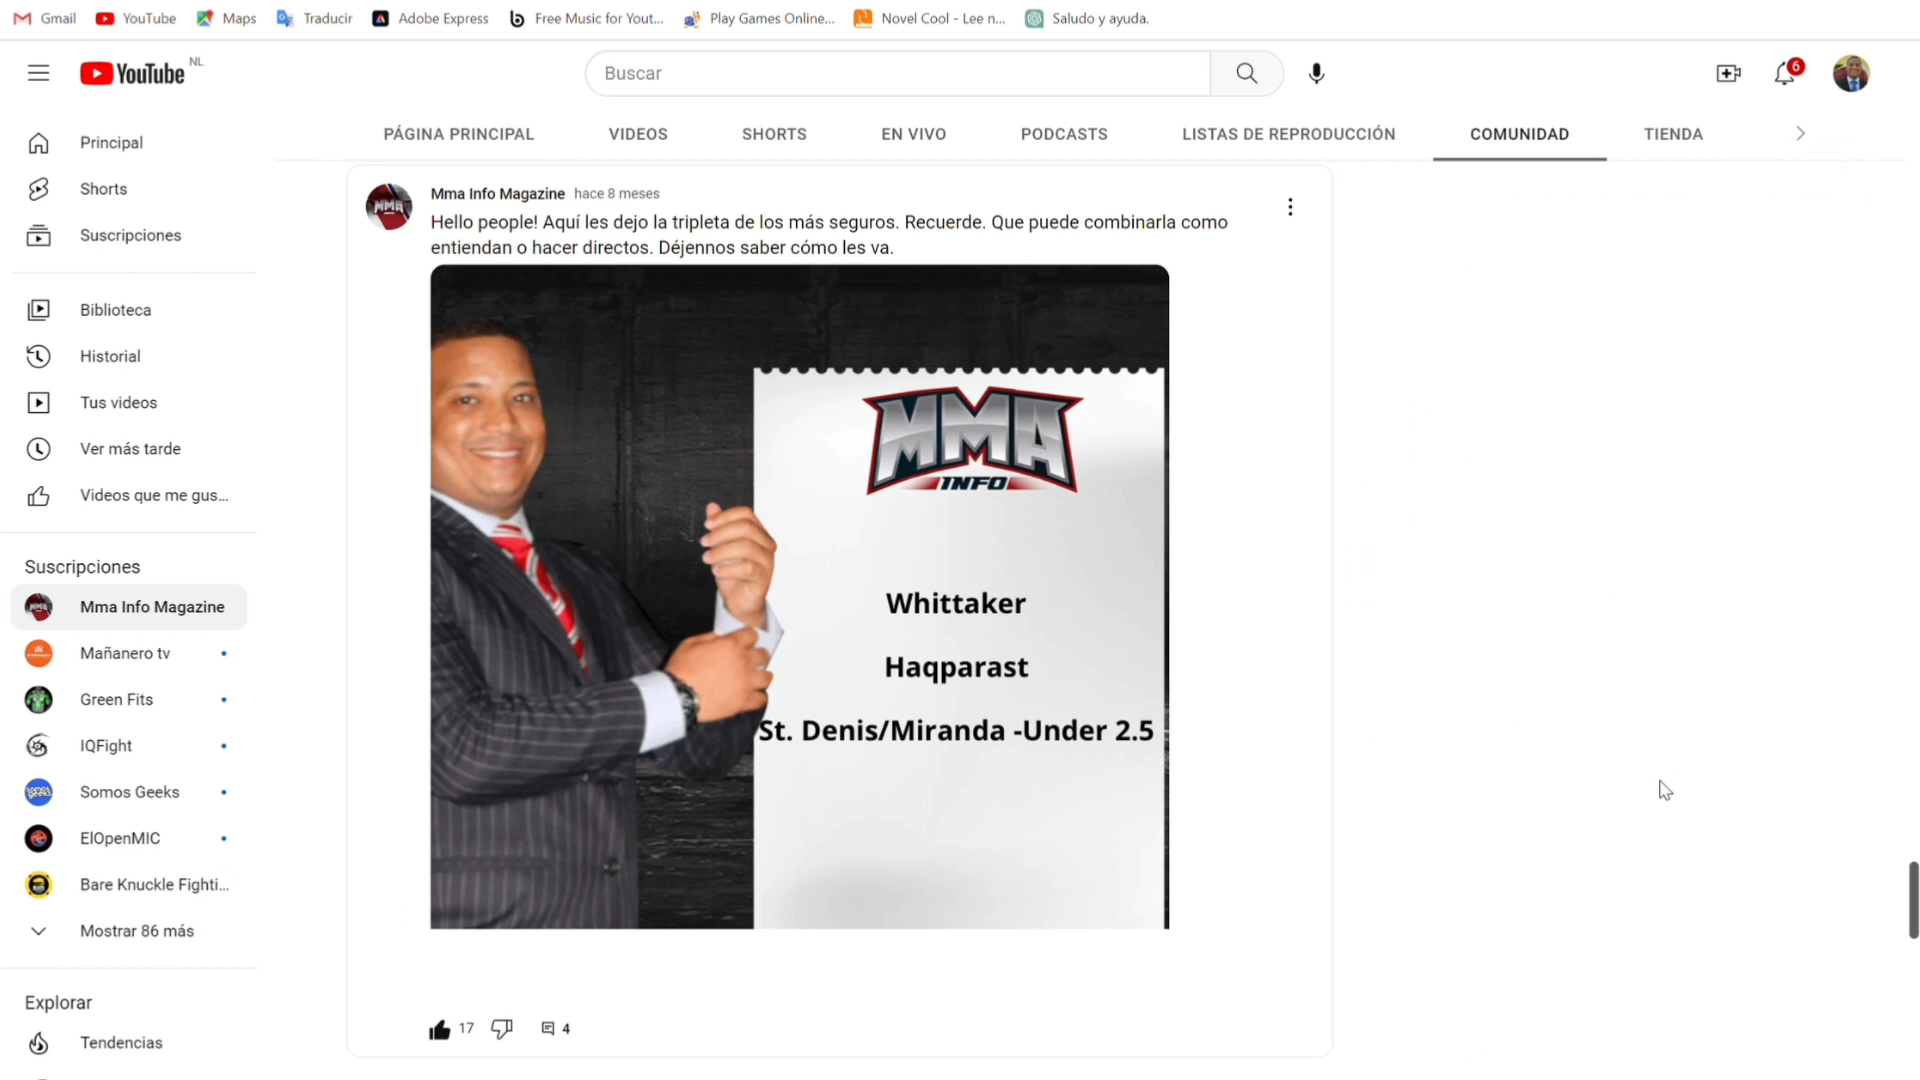 Gmail
YouTube
Maps
Traducir
Adobe Express
Free Music for Yout...
Play Games Online...
Novel Cool - Lee n...
Saludo y ayuda.
YouTube NL
Buscar
6
PÁGINA PRINCIPAL
VIDEOS
SHORTS
EN VIVO
PODCASTS
LISTAS DE REPRODUCCIÓN
COMUNIDAD
TIENDA
Principal
Shorts
Suscripciones
Biblioteca
Historial
Tus videos
Ver más tarde
Videos que me gus...
Suscripciones
Mma Info Magazine
Mañanero tv
Green Fits
IQFight
Somos Geeks
ElOpenMIC
Bare Knuckle Fighti...
Mostrar 86 más
Explorar
Tendencias
MMA
Mma Info Magazine hace 8 meses
Hello people! Aquí les dejo la tripleta de los más seguros. Recuerde. Que puede combinarla como
entiendan o hacer directos. Déjennos saber cómo les va.
MMA
INFO
Whittaker
Haqparast
St. Denis/Miranda -Under 2.5
17
4